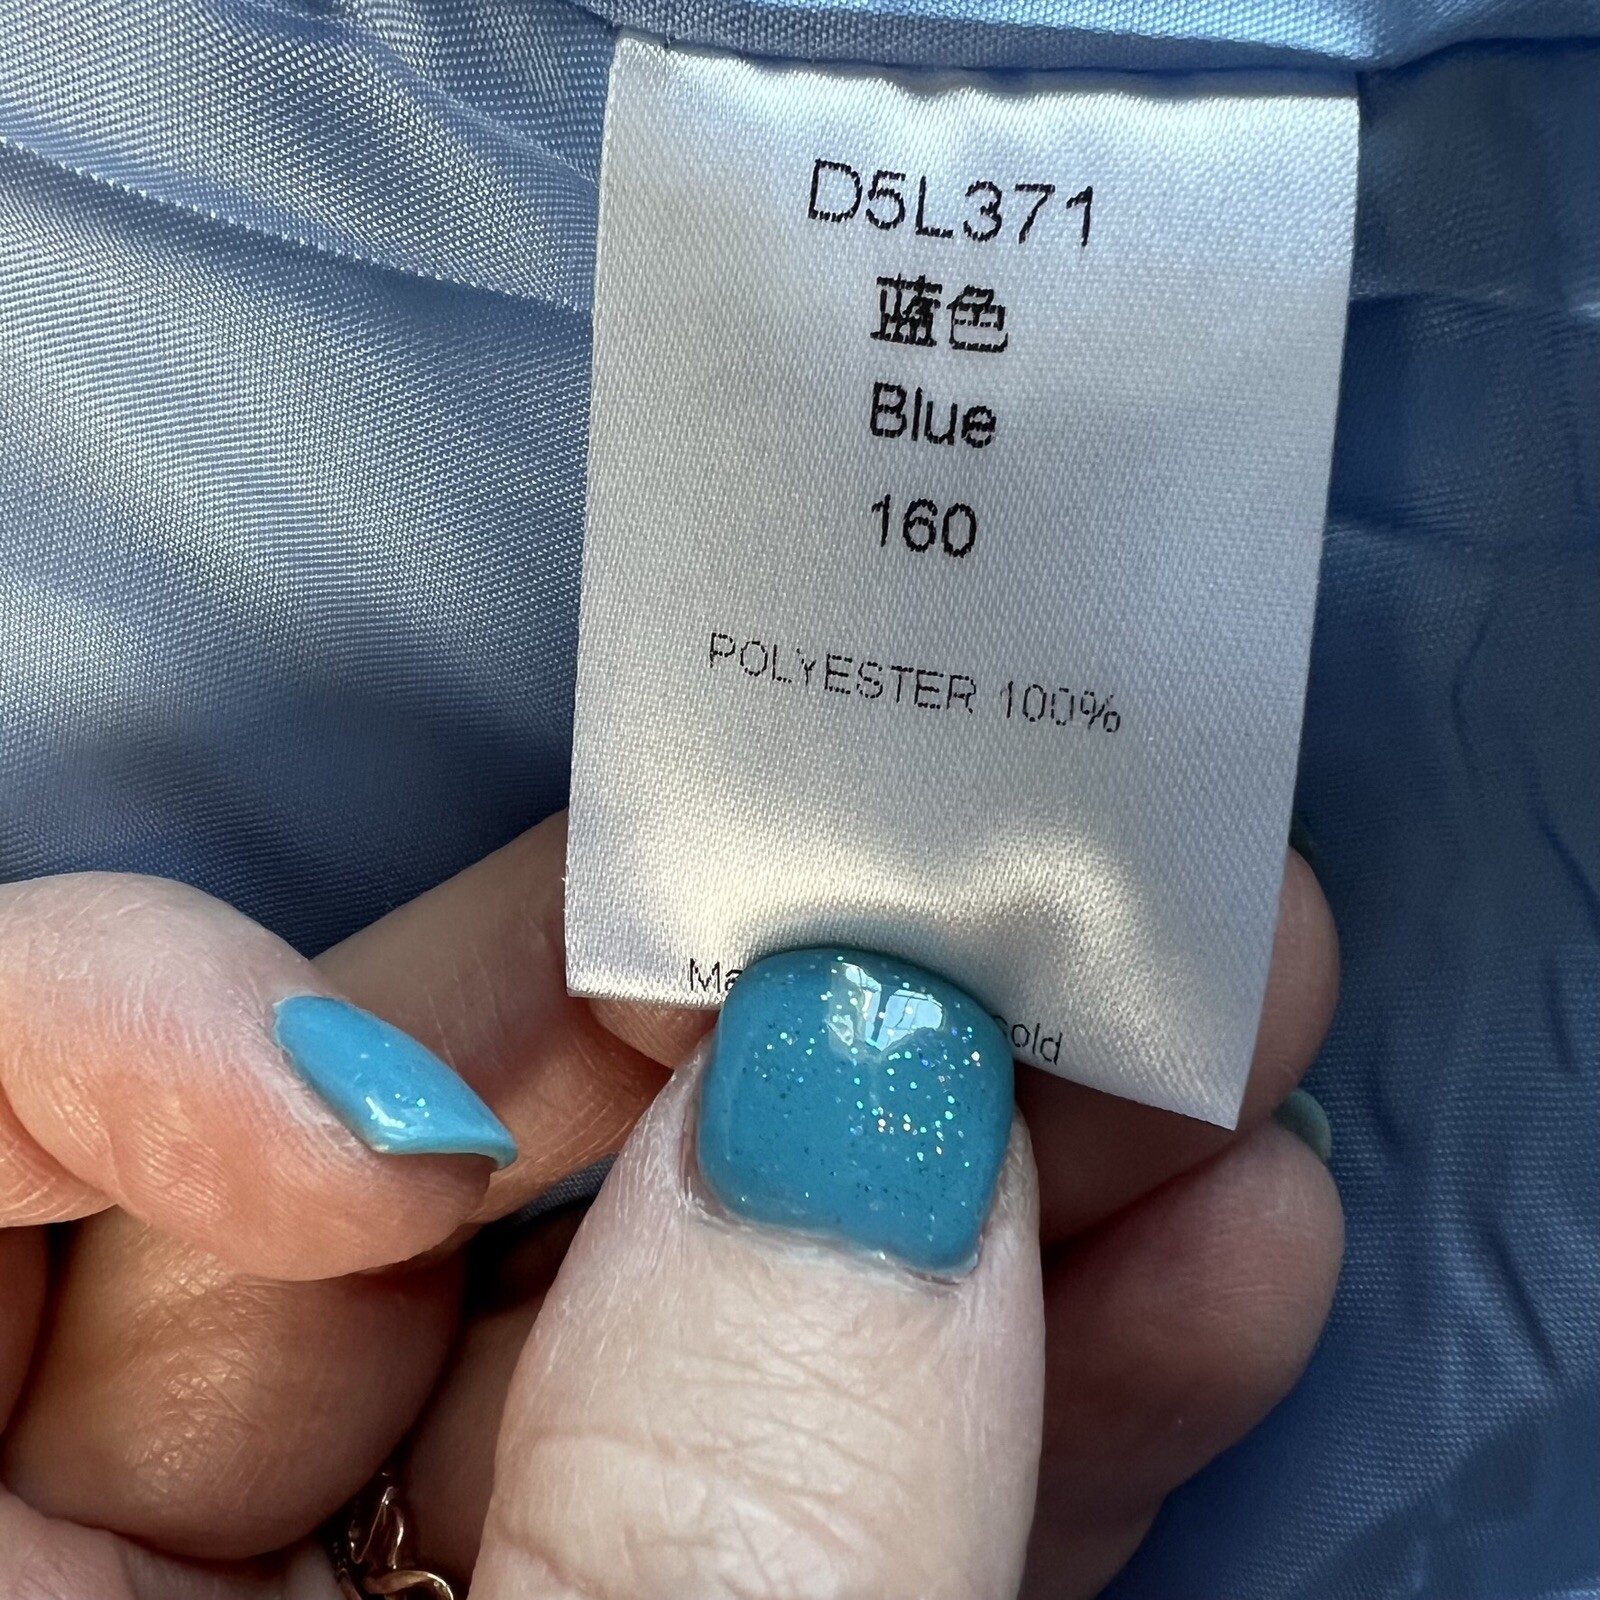 D5L371
蓝色
Blue
160
POLYESTER 100%